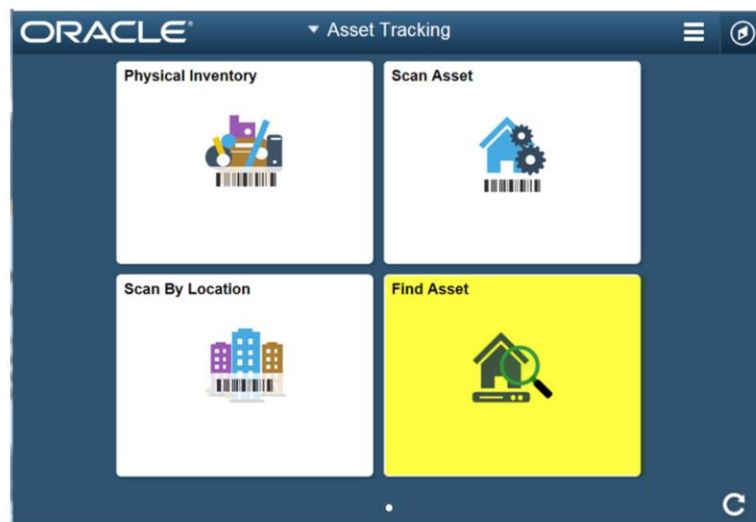 ORACLE®
Asset Tracking
Physical Inventory
Scan Asset
Scan By Location
Find Asset